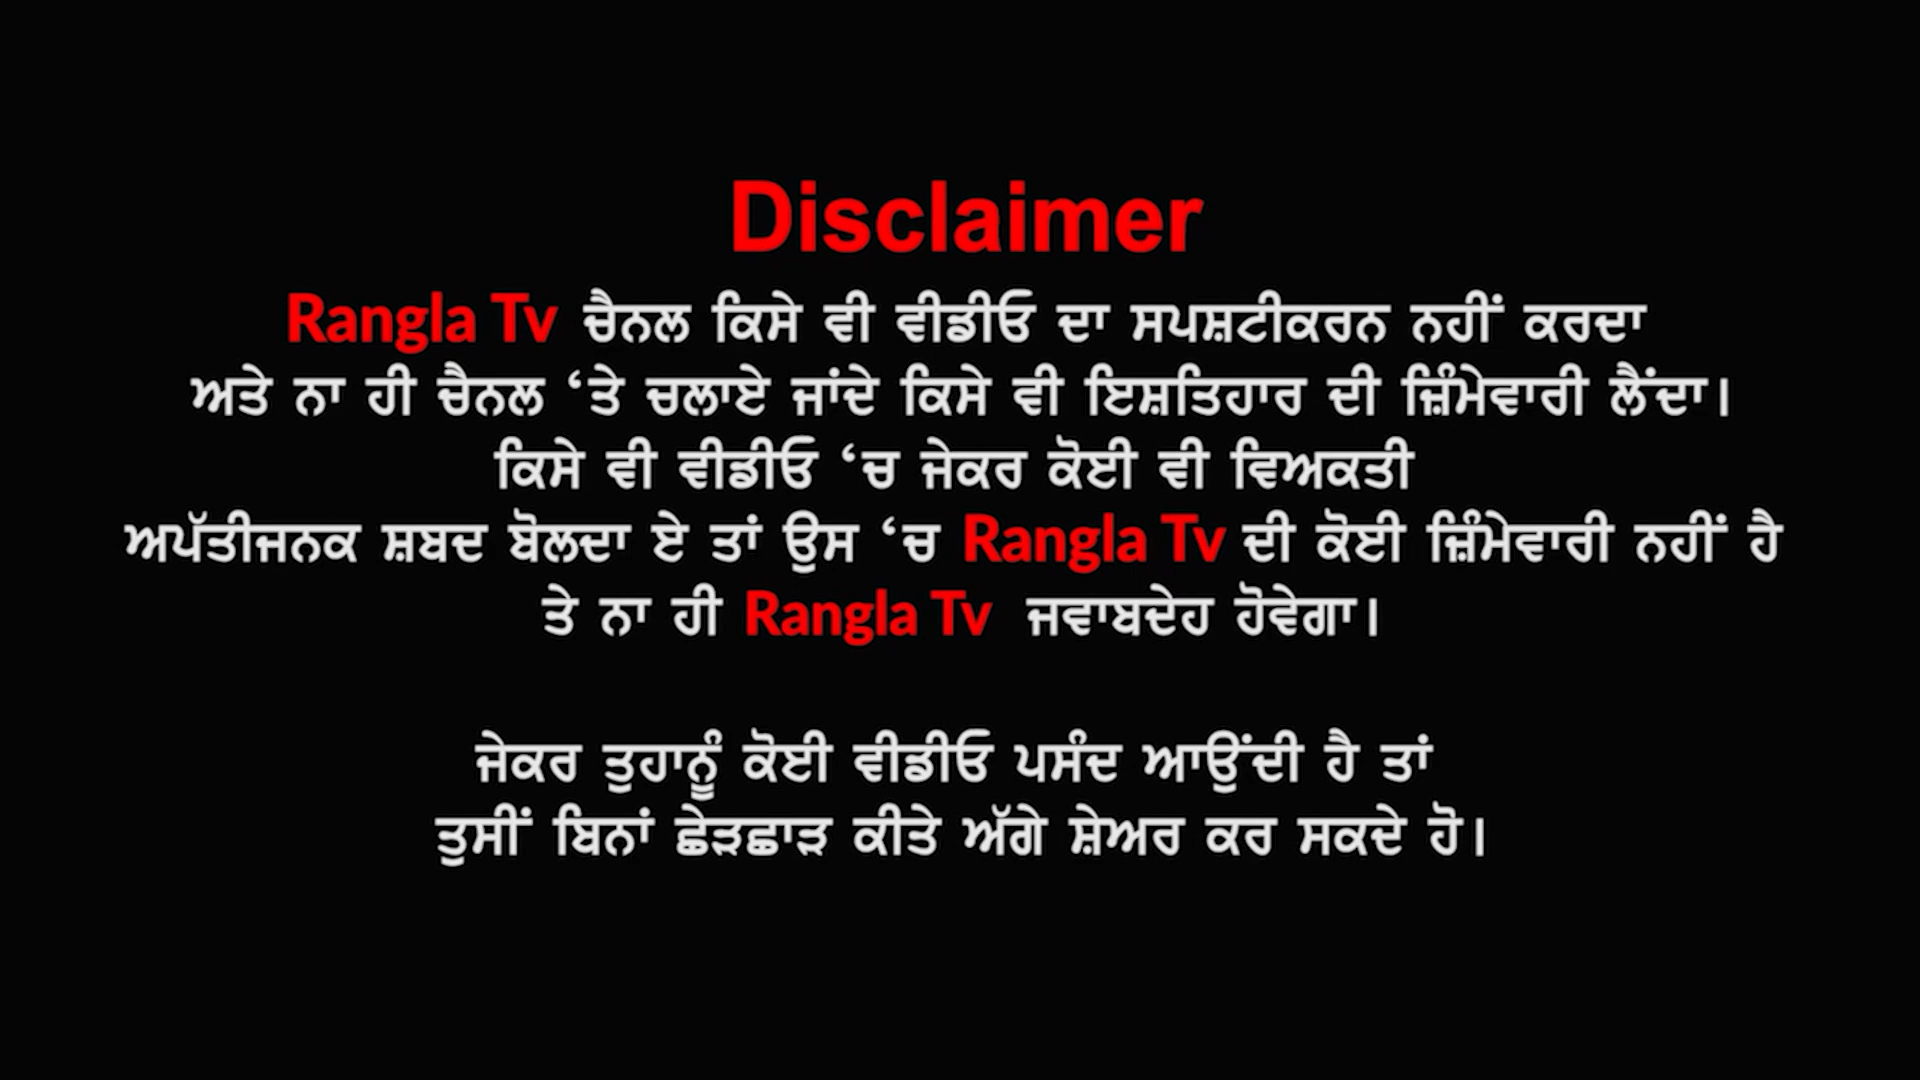 Disclaimer
Rangla Tv ਚੈਨਲ ਕਿਸੇ ਵੀ ਵੀਡੀਓ ਦਾ ਸਪਸ਼ਟੀਕਰਨ ਨਹੀਂ ਕਰਦਾ
ਅਤੇ ਨਾ ਹੀ ਚੈਨਲ ‘ਤੇ ਚਲਾਏ ਜਾਂਦੇ ਕਿਸੇ ਵੀ ਇਸ਼ਤਿਹਾਰ ਦੀ ਜ਼ਿੰਮੇਵਾਰੀ ਲੈਂਦਾ।
ਕਿਸੇ ਵੀ ਵੀਡੀਓ ‘ਚ ਜੇਕਰ ਕੋਈ ਵੀ ਵਿਅਕਤੀ
ਅਪੱਤੀਜਨਕ ਸ਼ਬਦ ਬੋਲਦਾ ਏ ਤਾਂ ਉਸ ‘ਚ Rangla Tv ਦੀ ਕੋਈ ਜ਼ਿੰਮੇਵਾਰੀ ਨਹੀਂ ਹੈ
ਤੇ ਨਾ ਹੀ Rangla Tv ਜਵਾਬਦੇਹ ਹੋਵੇਗਾ।
ਜੇਕਰ ਤੁਹਾਨੂੰ ਕੋਈ ਵੀਡੀਓ ਪਸੰਦ ਆਉਂਦੀ ਹੈ ਤਾਂ
ਤੁਸੀਂ ਬਿਨਾਂ ਛੇੜਛਾੜ ਕੀਤੇ ਅੱਗੇ ਸ਼ੇਅਰ ਕਰ ਸਕਦੇ ਹੋ।